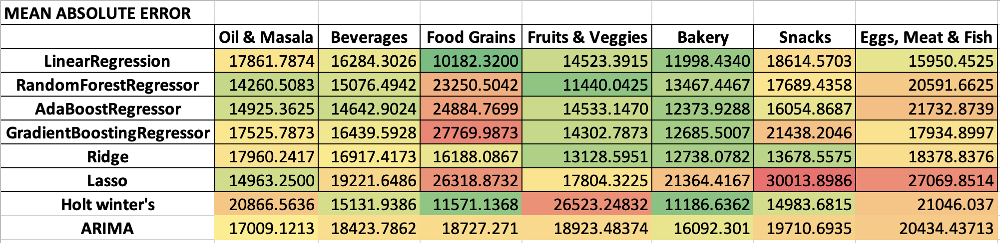 MEAN ABSOLUTE ERROR
Oil & Masala Beverages Food Grains Fruits & Veggies Bakery Snacks Eggs, Meat & Fish
LinearRegression 17861.7874 16284.3026 10182.3200 14523.3915 11998.4340 18614.5703 15950.4525
RandomForestRegressor 14260.5083 15076.4942 23250.5042 11440.0425 13467.4467 17689.4358 20591.6625
AdaBoostRegressor 14925.3625 14642.9024 24884.7699 14533.1470 12373.9288 16054.8687 21732.8739
GradientBoostingRegressor 17525.7873 16439.5928 27769.9873 14302.7873 12685.5007 21438.2046 17934.8997
Ridge 17960.2417 16917.4173 16188.0867 13128.5951 12738.0782 13678.5575 18378.8376
Lasso 14963.2500 19221.6486 26318.8732 17804.3225 21364.4167 30013.8986 27069.8514
Holt winter's 20866.5636 15131.9386 11571.1368 26523.24832 11186.6362 14983.6815 21046.037
ARIMA 17009.1213 18423.7862 18727.271 18923.48374 16092.301 19710.6935 20434.43713